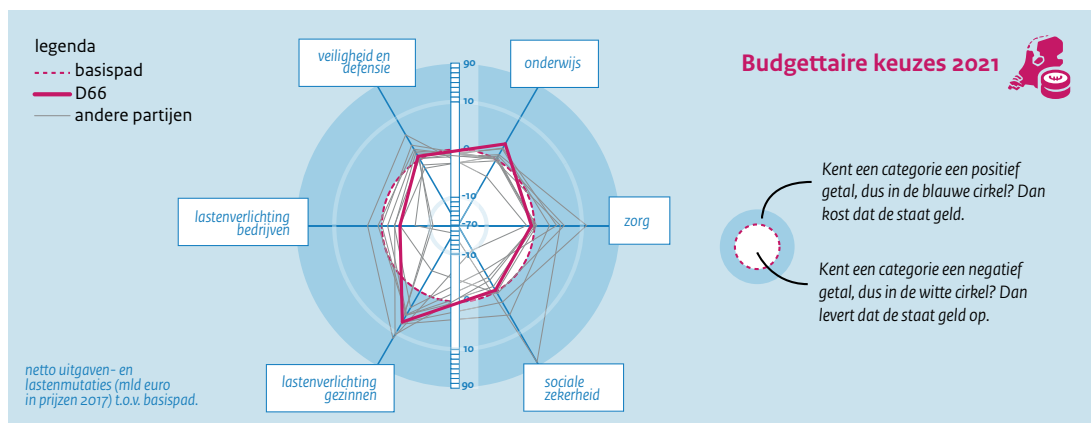 legenda
basispad
D66
andere partijen
veiligheid en
defensie
onderwijs
Budgettaire keuzes 2021
90
10
0
-10
-70
-10
10
90
lastenverlichting
bedrijven
zorg
lastenverlichting
gezinnen
sociale
zekerheid
netto uitgaven- en
lastenmutaties (mld euro
in prijzen 2017) t.o.v. basispad.
Kent een categorie een positief
getal, dus in de blauwe cirkel? Dan
kost dat de staat geld.
Kent een categorie een negatief
getal, dus in de witte cirkel? Dan
levert dat de staat geld op.